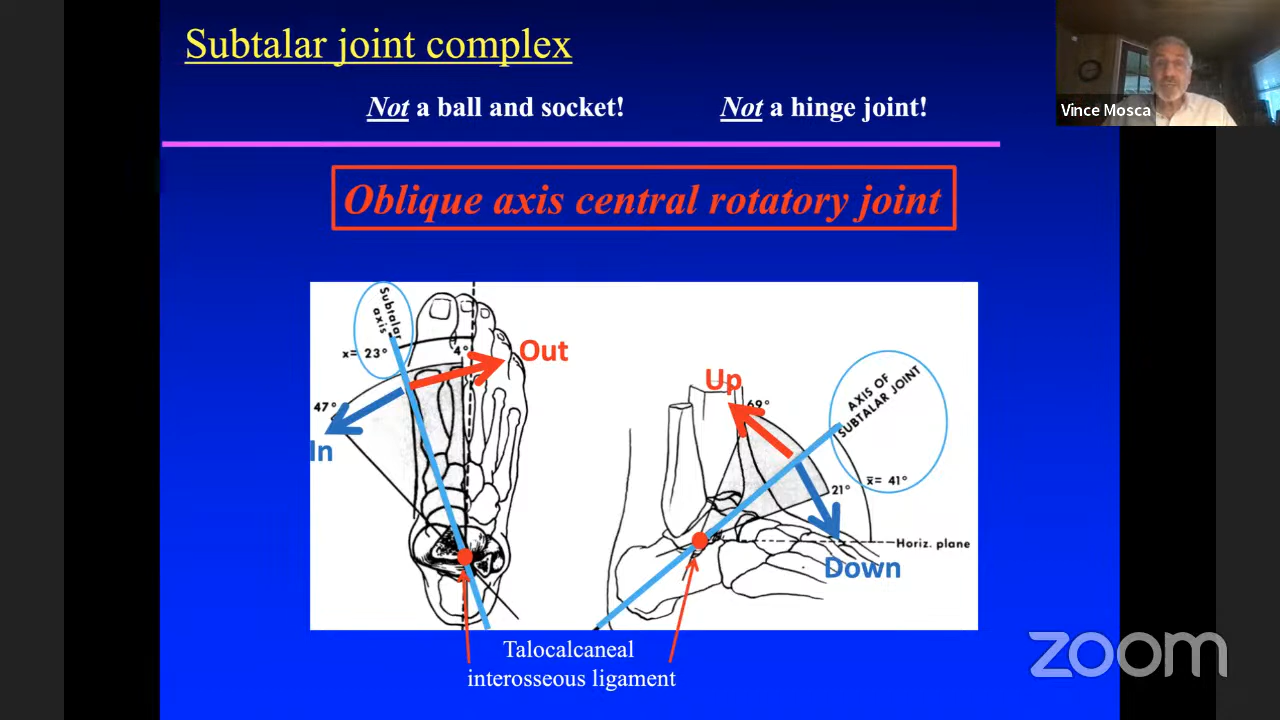 Subtalar joint complex
Not a ball and socket!
Not a hinge joint!
Vince Mosca
Oblique axis central rotatory joint
Subtalar
axis
x= 23°
4°
Out
47°
In
Up
69°
AXIS OF
SUBTALAR JOINT
x̄= 41°
21°
Horiz. plane
Down
Talocalcaneal
interosseous ligament
zoom